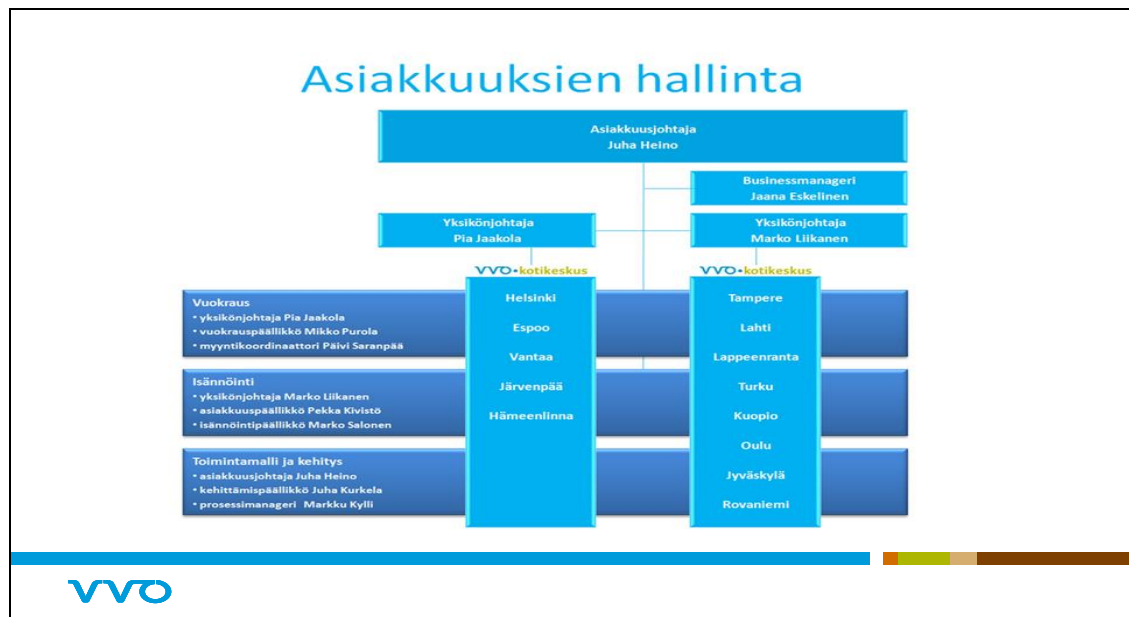 Asiakkuuksien hallinta
Asiakkuusjohtaja
Juha Heino
Businessmanageri
Jaana Eskelinen
Yksikönjohtaja
Pia Jaakola
Yksikönjohtaja
Marko Liikanen
VVO•kotikeskus
Helsinki
Espoo
Vantaa
Järvenpää
Hämeenlinna
VVO•kotikeskus
Tampere
Lahti
Lappeenranta
Turku
Kuopio
Oulu
Jyväskylä
Rovaniemi
Vuokraus
• yksikönjohtaja Pia Jaakola
• vuokrauspäällikkö Mikko Purola
• myyntikoordinaattori Päivi Saranpää
Isännöinti
• yksikönjohtaja Marko Liikanen
• asiakkuuspäällikkö Pekka Kivistö
• isännöintipäällikkö Marko Salonen
Toimintamalli ja kehitys
• asiakkuusjohtaja Juha Heino
• kehittämispäällikkö Juha Kurkela
• prosessimanageri  Markku Kylli
VVO